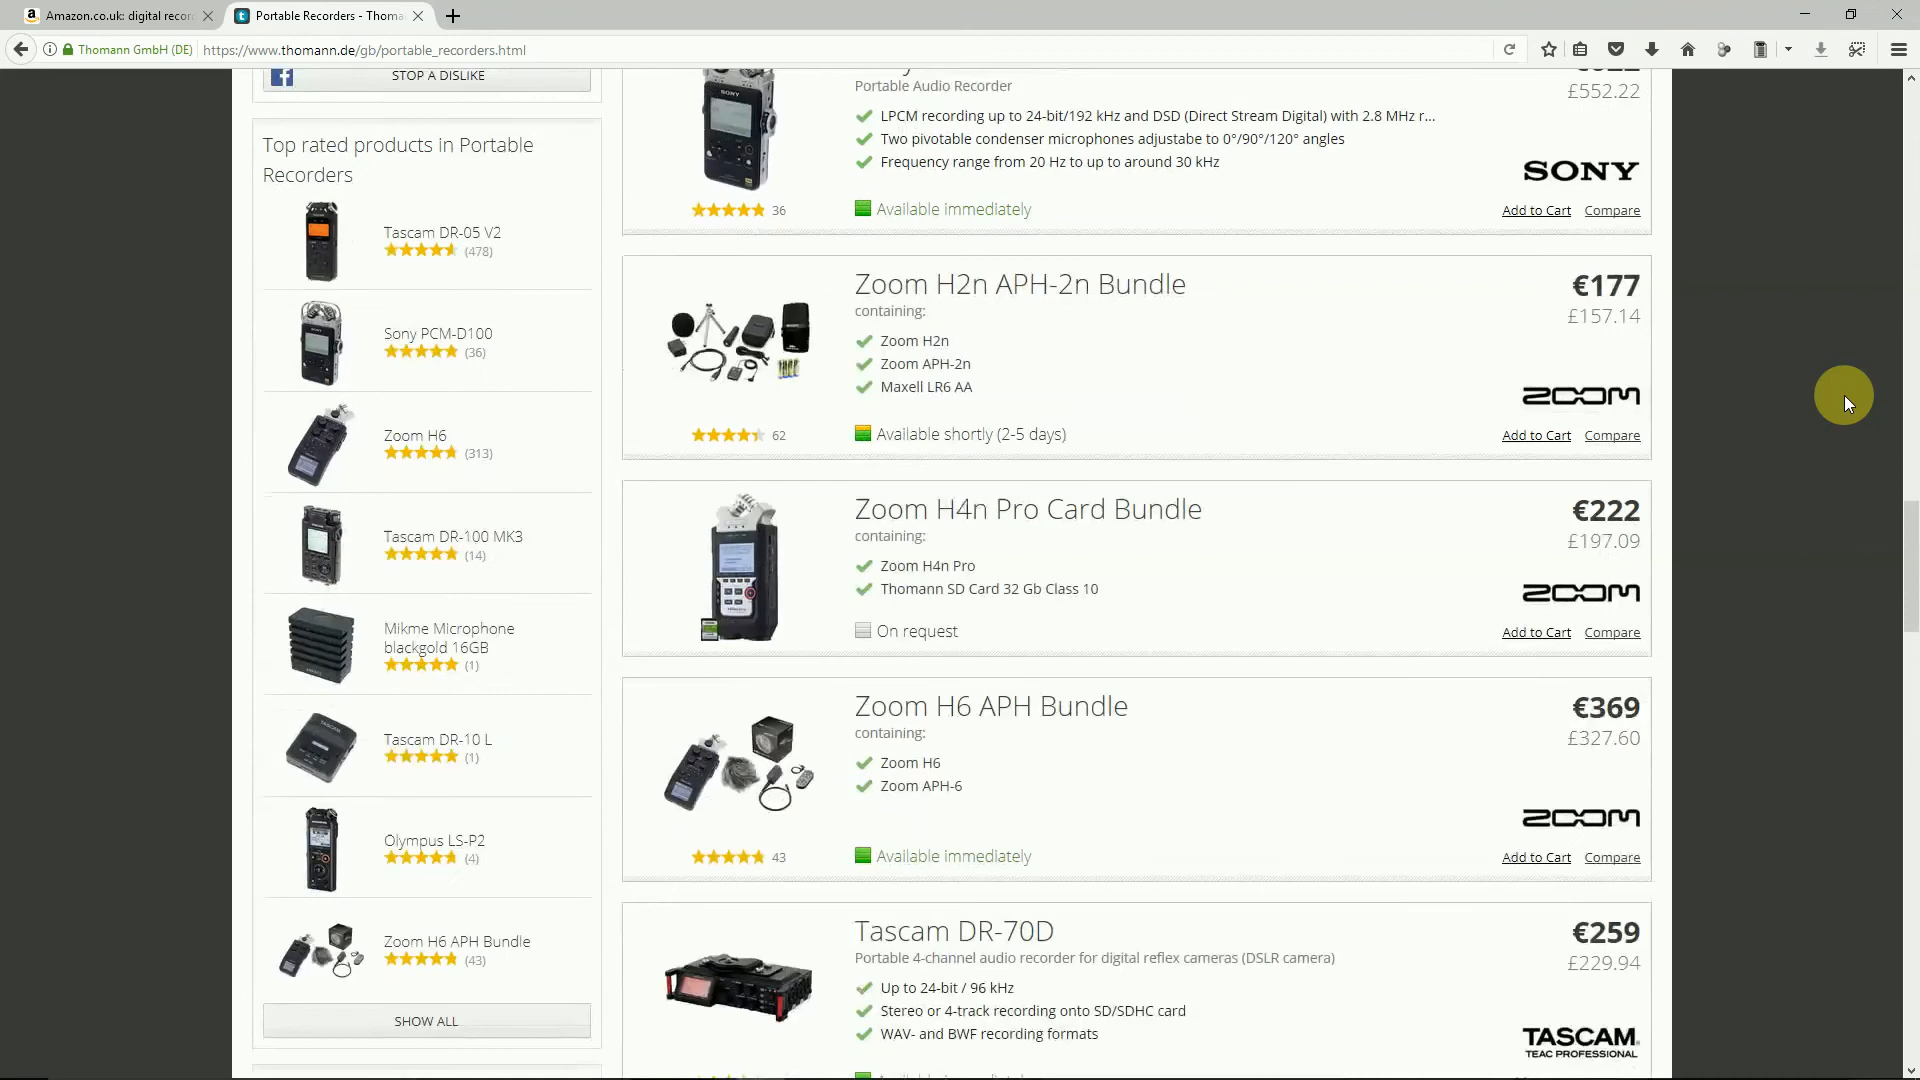 Amazon.co.uk: digital recor
Portable Recorders - Thoma
Thomann GmbH (DE)
https://www.thomann.de/gb/portable_recorders.html
STOP A DISLIKE
Top rated products in Portable
Recorders
Tascam DR-05 V2
(478)
Sony PCM-D100
(36)
Zoom H6
(313)
Tascam DR-100 MK3
(14)
Mikme Microphone
blackgold 16GB
(1)
Tascam DR-10 L
(1)
Olympus LS-P2
(4)
Zoom H6 APH Bundle
(43)
SHOW ALL
Portable Audio Recorder
£552.22
LPCM recording up to 24-bit/192 kHz and DSD (Direct Stream Digital) with 2.8 MHz r...
Two pivotable condenser microphones adjustabe to 0°/90°/120° angles
Frequency range from 20 Hz to up to around 30 kHz
SONY
36
Available immediately
Add to Cart Compare
Zoom H2n APH-2n Bundle
€177
containing:
£157.14
Zoom H2n
Zoom APH-2n
Maxell LR6 AA
ZOOM
62
Available shortly (2-5 days)
Add to Cart Compare
Zoom H4n Pro Card Bundle
€222
containing:
£197.09
Zoom H4n Pro
Thomann SD Card 32 Gb Class 10
ZOOM
On request
Add to Cart Compare
Zoom H6 APH Bundle
€369
containing:
£327.60
Zoom H6
Zoom APH-6
ZOOM
43
Available immediately
Add to Cart Compare
Tascam DR-70D
€259
Portable 4-channel audio recorder for digital reflex cameras (DSLR camera)
£229.94
Up to 24-bit / 96 kHz
Stereo or 4-track recording onto SD/SDHC card
WAV- and BWF recording formats
TASCAM
TEAC PROFESSIONAL